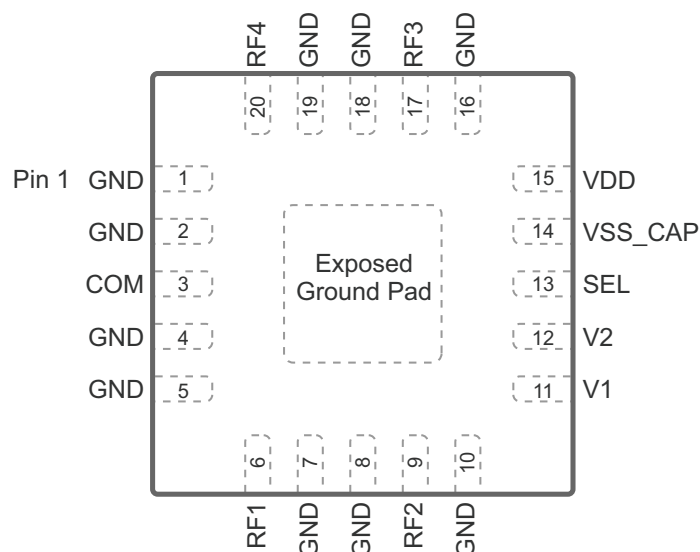 RF4 GND GND RF3 GND
20 19 18 17 16
Pin 1 GND 1 15 VDD
GND 2 14 VSS_CAP
COM 3 13 SEL
GND 4 12 V2
GND 5 11 V1
Exposed
Ground Pad
6 7 8 9 10
RF1 GND GND RF2 GND